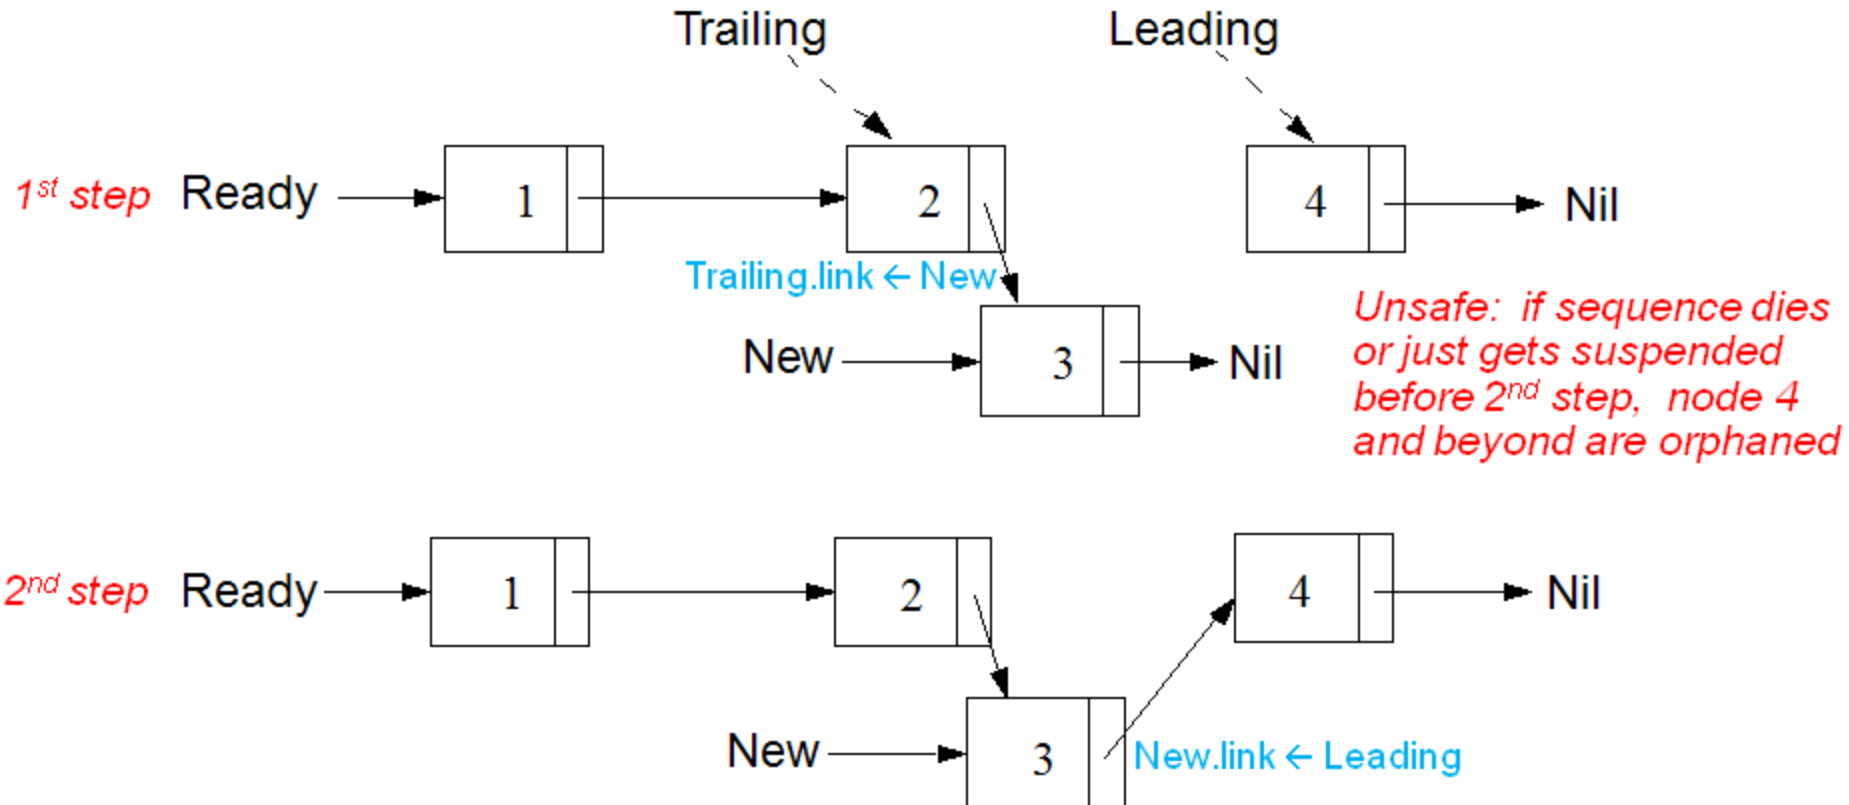 Trailing Leading
1st step Ready 1 2 4 Nil
Trailing.link ← New
New 3 Nil
Unsafe: if sequence dies
or just gets suspended
before 2nd step, node 4
and beyond are orphaned
2nd step Ready 1 2 4 Nil
New 3 New.link ← Leading